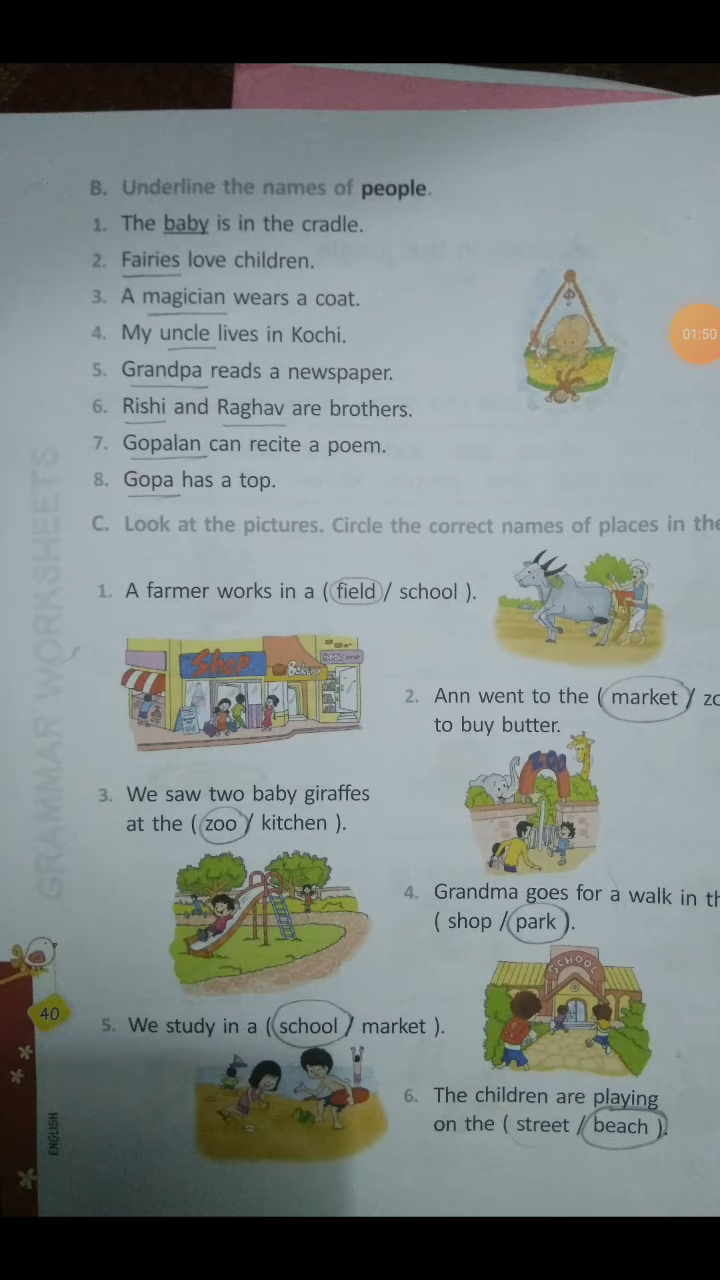 B. Underline the names of people.
1. The baby is in the cradle.
2. Fairies love children.
3. A magician wears a coat.
4. My uncle lives in Kochi.
5. Grandpa reads a newspaper.
6. Rishi and Raghav are brothers.
7. Gopalan can recite a poem.
8. Gopa has a top.
01:50
C. Look at the pictures. Circle the correct names of places in the
1. A farmer works in a ( field / school ).
Shop
Bakery
2. Ann went to the ( market / zo
to buy butter.
ZOO
3. We saw two baby giraffes
at the ( zoo / kitchen ).
4. Grandma goes for a walk in th
( shop / park ).
SCHOOL
5. We study in a ( school / market ).
6. The children are playing
on the ( street / beach ).
GRAMMAR WORKSHEETS
40
ENGLISH